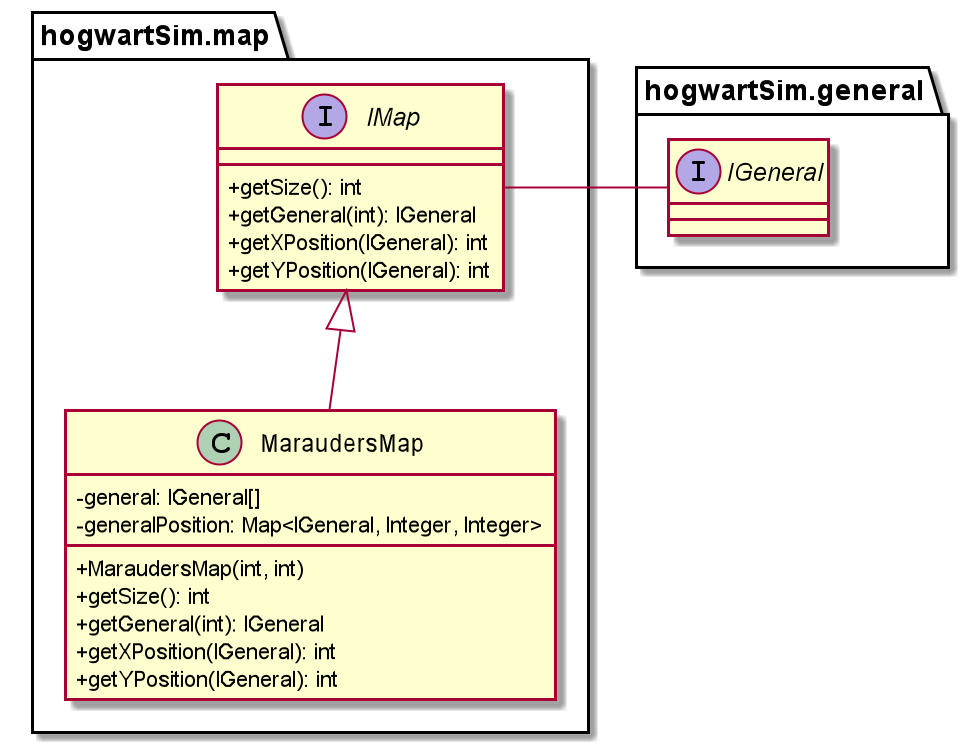 hogwartSim.map
I IMap
+getSize(): int
+getGeneral(int): IGeneral
+getXPosition(IGeneral): int
+getYPosition(IGeneral): int
hogwartSim.general
I IGeneral
C MaraudersMap
-general: IGeneral[]
-generalPosition: Map<IGeneral, Integer, Integer>
+MaraudersMap(int, int)
+getSize(): int
+getGeneral(int): IGeneral
+getXPosition(IGeneral): int
+getYPosition(IGeneral): int